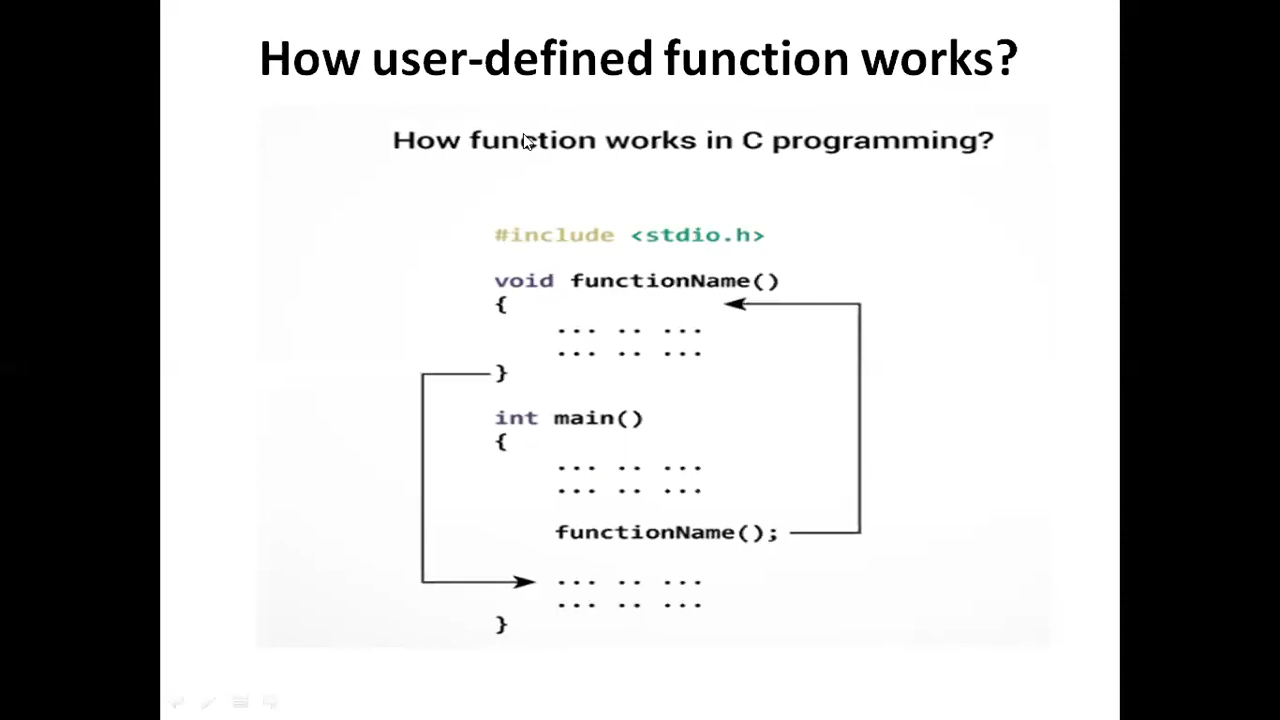 How user-defined function works?
How function works in C programming?
#include <stdio.h>
void functionName()
{
... .. ...
... .. ...
}
int main()
{
... .. ...
... .. ...
functionName();
... .. ...
... .. ...
}